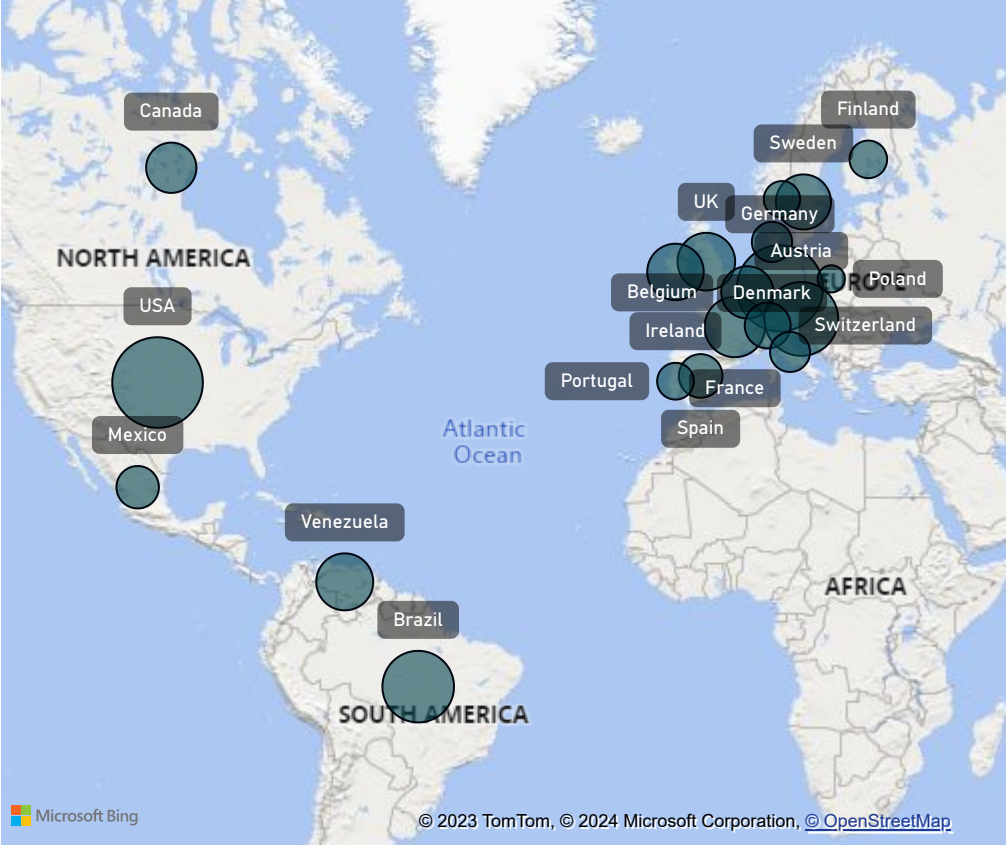 Canada
Finland
Sweden
UK
Germany
Austria
NORTH AMERICA
EUROPE
Poland
Belgium
Denmark
USA
Ireland
Switzerland
Portugal
France
Spain
Atlantic
Ocean
Mexico
Venezuela
AFRICA
Brazil
SOUTH AMERICA
Microsoft Bing
© 2023 TomTom, © 2024 Microsoft Corporation, © OpenStreetMap